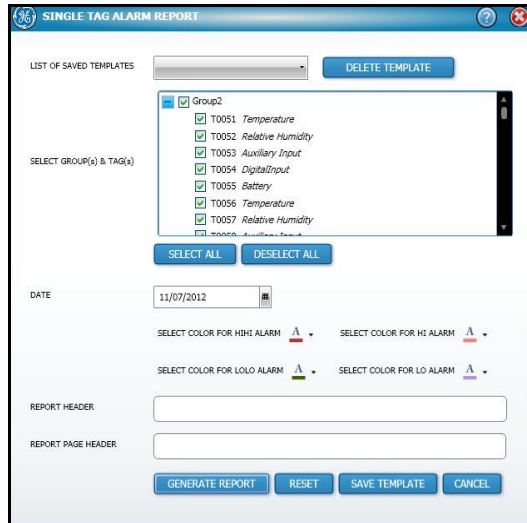 SINGLE TAG ALARM REPORT
LIST OF SAVED TEMPLATES
DELETE TEMPLATE
SELECT GROUP(s) & TAG(s)
Group2
T0051 Temperature
T0052 Relative Humidity
T0053 Auxiliary Input
T0054 DigitalInput
T0055 Battery
T0056 Temperature
T0057 Relative Humidity
SELECT ALL DESELECT ALL
DATE 11/07/2012
SELECT COLOR FOR HIHI ALARM A SELECT COLOR FOR HI ALARM A
SELECT COLOR FOR LOLO ALARM A SELECT COLOR FOR LO ALARM A
REPORT HEADER
REPORT PAGE HEADER
GENERATE REPORT RESET SAVE TEMPLATE CANCEL